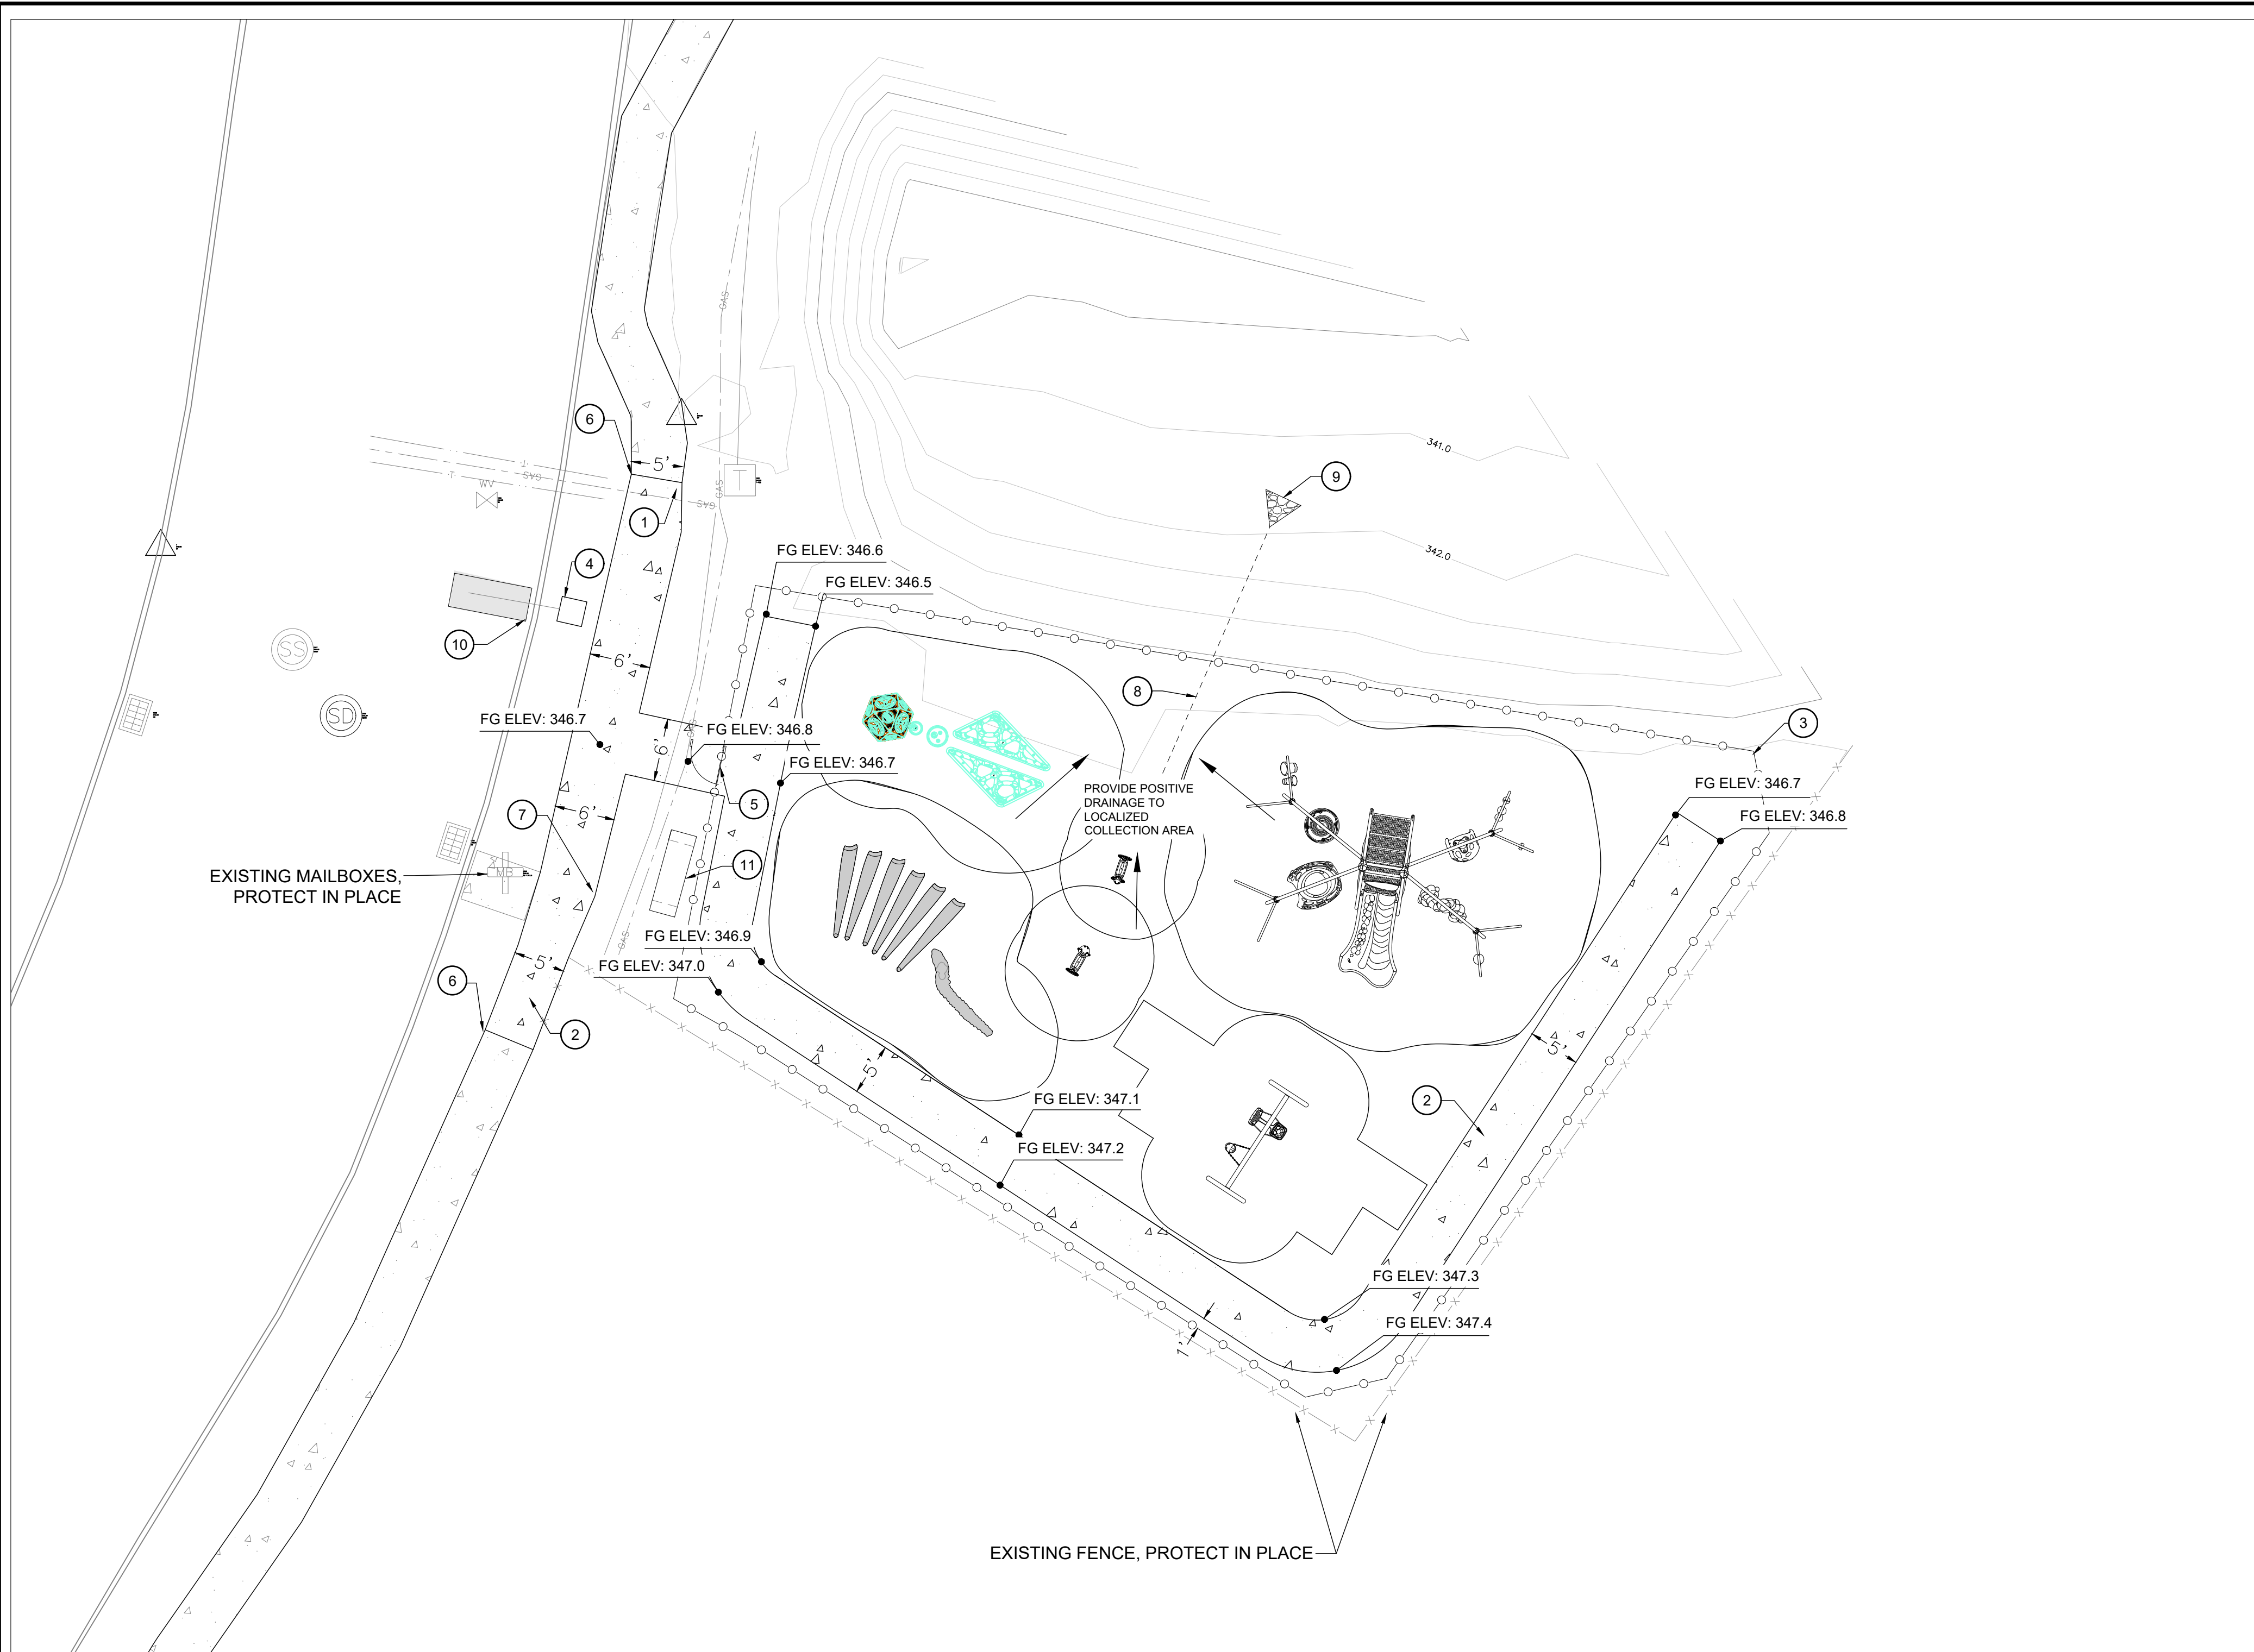 6
5'
T
GAS
T
GAS
T
WV
GAS
GAS
1
T
341.0
9
342.0
4
FG ELEV: 346.6
FG ELEV: 346.5
10
SS
6'
8
SD
FG ELEV: 346.7
FG ELEV: 346.8
3
6'
FG ELEV: 346.7
FG ELEV: 346.7
PROVIDE POSITIVE
DRAINAGE TO
LOCALIZED
COLLECTION AREA
5
7
6'
FG ELEV: 346.8
EXISTING MAILBOXES,
PROTECT IN PLACE
MB
11
FG ELEV: 346.9
GAS
5'
FG ELEV: 347.0
6
2
5'
5'
FG ELEV: 347.1
2
FG ELEV: 347.2
FG ELEV: 347.3
FG ELEV: 347.4
1'
EXISTING FENCE, PROTECT IN PLACE